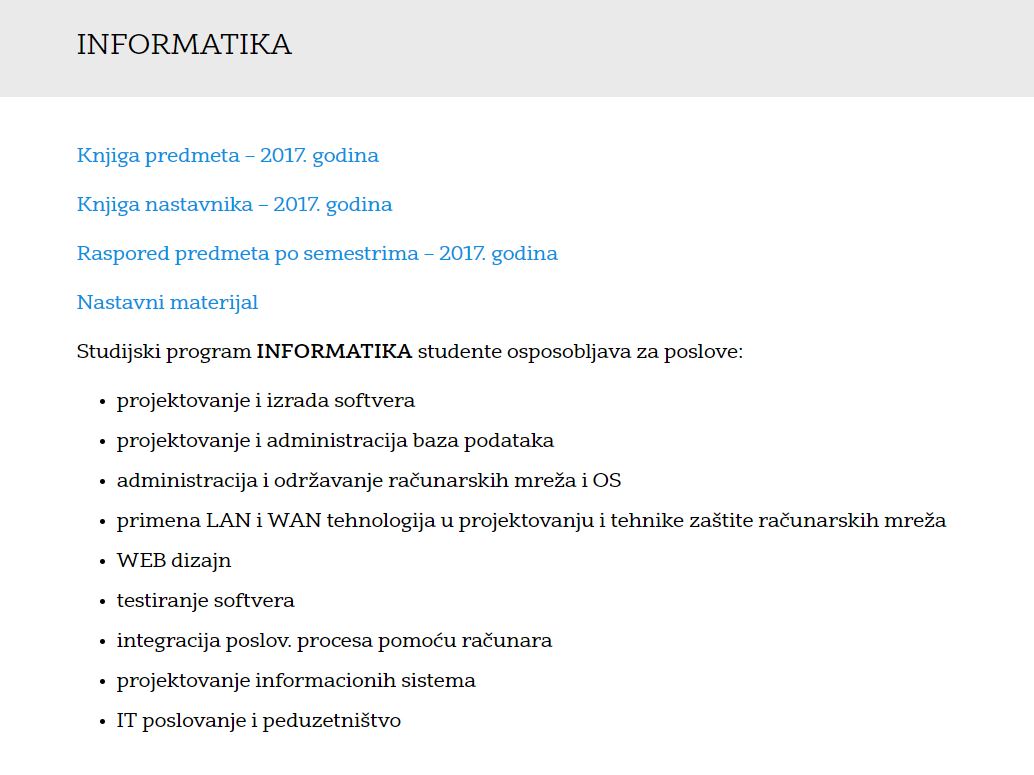 INFORMATIKA
Knjiga predmeta – 2017. godina
Knjiga nastavnika – 2017. godina
Raspored predmeta po semestrima – 2017. godina
Nastavni materijal
Studijski program INFORMATIKA studente osposobljava za poslove:
• projektovanje i izrada softvera
• projektovanje i administracija baza podataka
• administracija i održavanje računarskih mreža i OS
• primena LAN i WAN tehnologija u projektovanju i tehnike zaštite računarskih mreža
• WEB dizajn
• testiranje softvera
• integracija poslov. procesa pomoću računara
• projektovanje informacionih sistema
• IT poslovanje i peduzetništvo